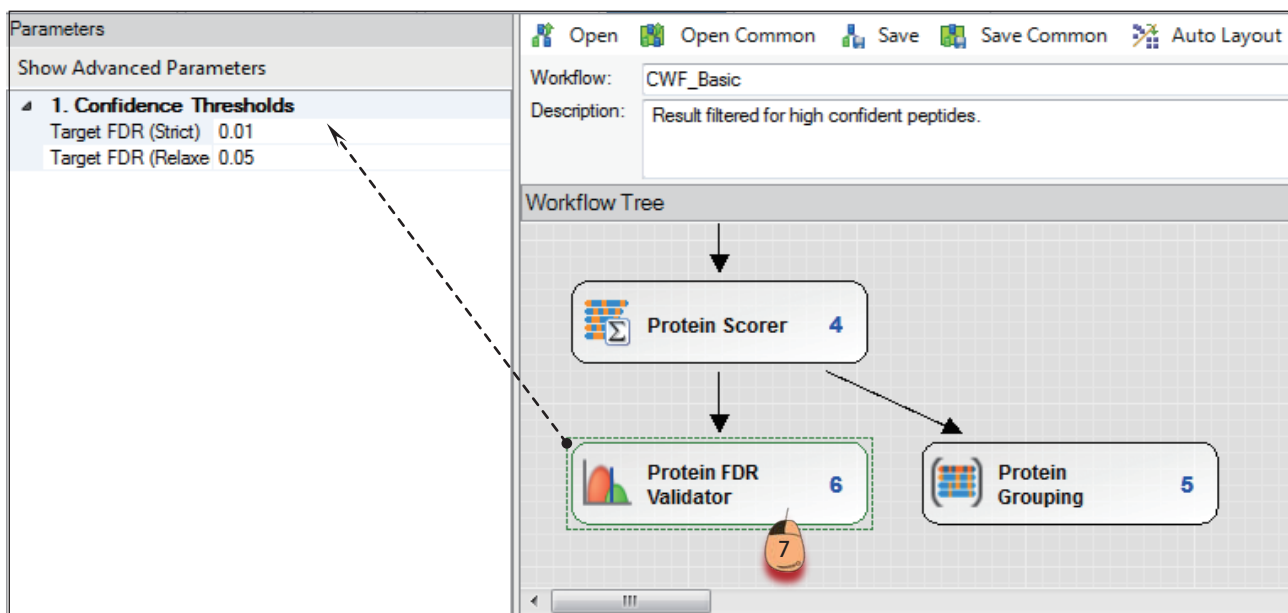 Parameters
Show Advanced Parameters
1. Confidence Thresholds
Target FDR (Strict) 0.01
Target FDR (Relaxe 0.05
Open Open Common Save Save Common Auto Layout
Workflow: CWF_Basic
Description: Result filtered for high confident peptides.
Workflow Tree
Protein Scorer 4
Protein FDR
Validator 6
Protein
Grouping 5
7